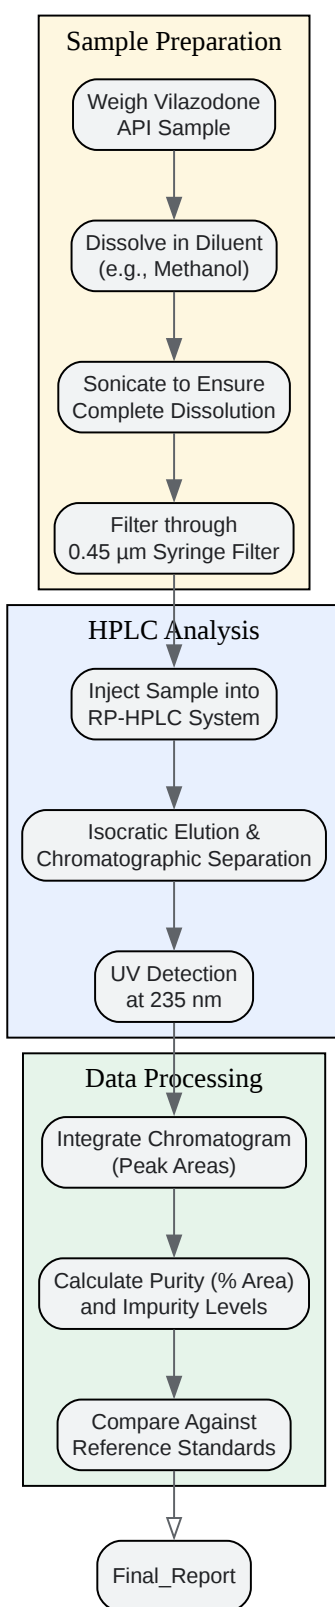 Sample Preparation
Weigh Vilazodone
API Sample
Dissolve in Diluent
(e.g., Methanol)
Sonicate to Ensure
Complete Dissolution
Filter through
0.45 µm Syringe Filter
HPLC Analysis
Inject Sample into
RP-HPLC System
Isocratic Elution &
Chromatographic Separation
UV Detection
at 235 nm
Data Processing
Integrate Chromatogram
(Peak Areas)
Calculate Purity (% Area)
and Impurity Levels
Compare Against
Reference Standards
Final_Report